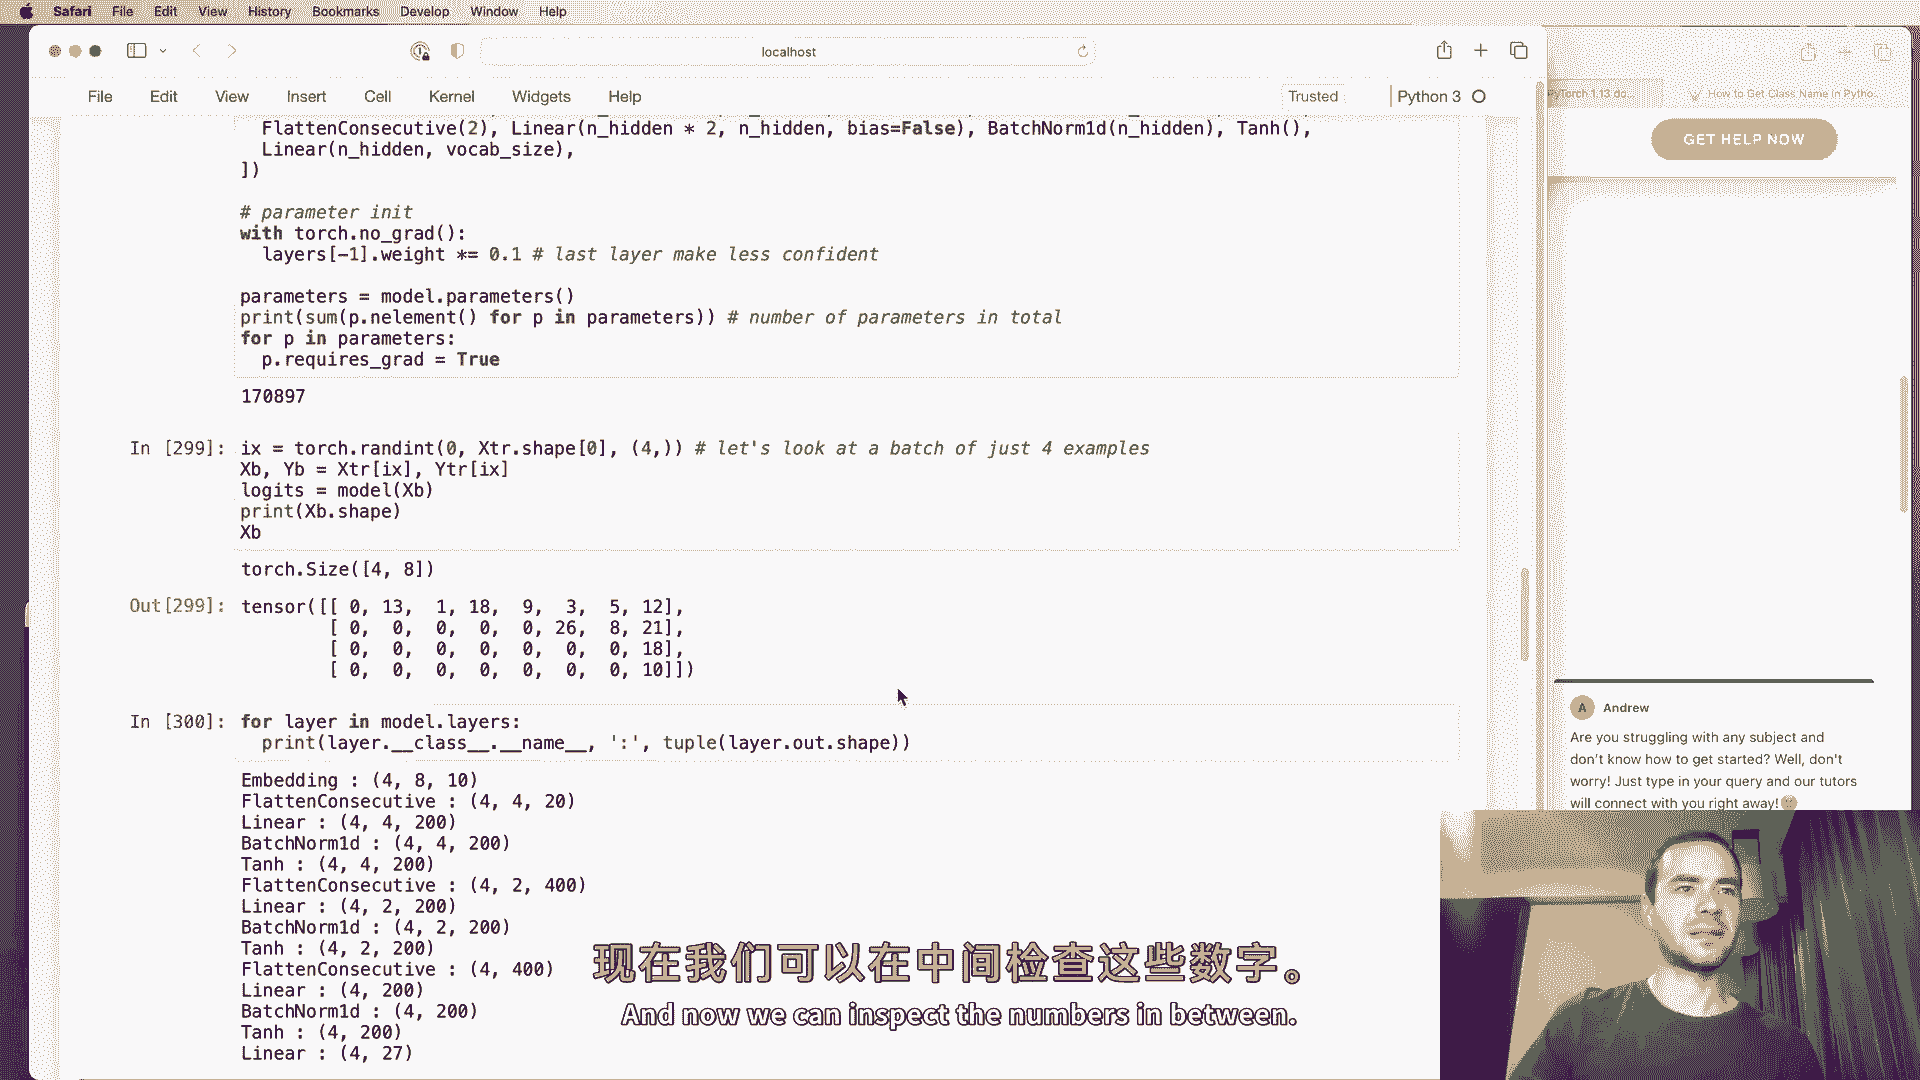 Safari File Edit View History Bookmarks Develop Window Help
localhost
File Edit View Insert Cell Kernel Widgets Help
Trusted
Python 3
PyTorch 1.13 do...
How to Get Class Name in Pytho...
GET HELP NOW
FlattenConsecutive(2), Linear(n_hidden * 2, n_hidden, bias=False), BatchNorm1d(n_hidden), Tanh(),
Linear(n_hidden, vocab_size),
])
# parameter init
with torch.no_grad():
layers[-1].weight *= 0.1 # last layer make less confident
parameters = model.parameters()
print(sum(p.nelement() for p in parameters)) # number of parameters in total
for p in parameters:
p.requires_grad = True
170897
In [299]: ix = torch.randint(0, Xtr.shape[0], (4,)) # let's look at a batch of just 4 examples
Xb, Yb = Xtr[ix], Ytr[ix]
logits = model(Xb)
print(Xb.shape)
Xb
torch.Size([4, 8])
Out[299]: tensor([[ 0, 13, 1, 18, 9, 3, 5, 12],
[ 0, 0, 0, 0, 0, 26, 8, 21],
[ 0, 0, 0, 0, 0, 0, 0, 18],
[ 0, 0, 0, 0, 0, 0, 0, 10]])
In [300]: for layer in model.layers:
print(layer.__class__.__name__, ':', tuple(layer.out.shape))
Embedding : (4, 8, 10)
FlattenConsecutive : (4, 4, 20)
Linear : (4, 4, 200)
BatchNorm1d : (4, 4, 200)
Tanh : (4, 4, 200)
FlattenConsecutive : (4, 2, 400)
Linear : (4, 2, 200)
BatchNorm1d : (4, 2, 200)
Tanh : (4, 2, 200)
FlattenConsecutive : (4, 400)
Linear : (4, 200)
BatchNorm1d : (4, 200)
Tanh : (4, 200)
Linear : (4, 27)
A Andrew
Are you struggling with any subject and
don't know how to get started? Well, don't
worry! Just type in your query and our tutors
will connect with you right away!
现在我们可以在中间检查这些数字。
And now we can inspect the numbers in between.